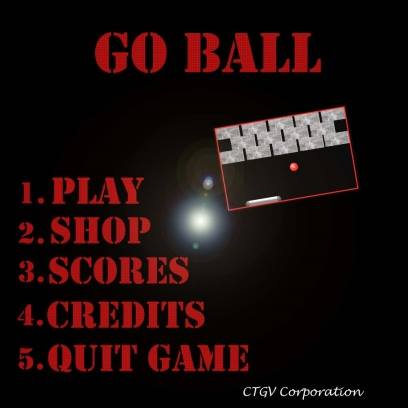 GO BALL
1. PLAY
2. SHOP
3. SCORES
4. CREDITS
5. QUIT GAME
CTGV Corporation